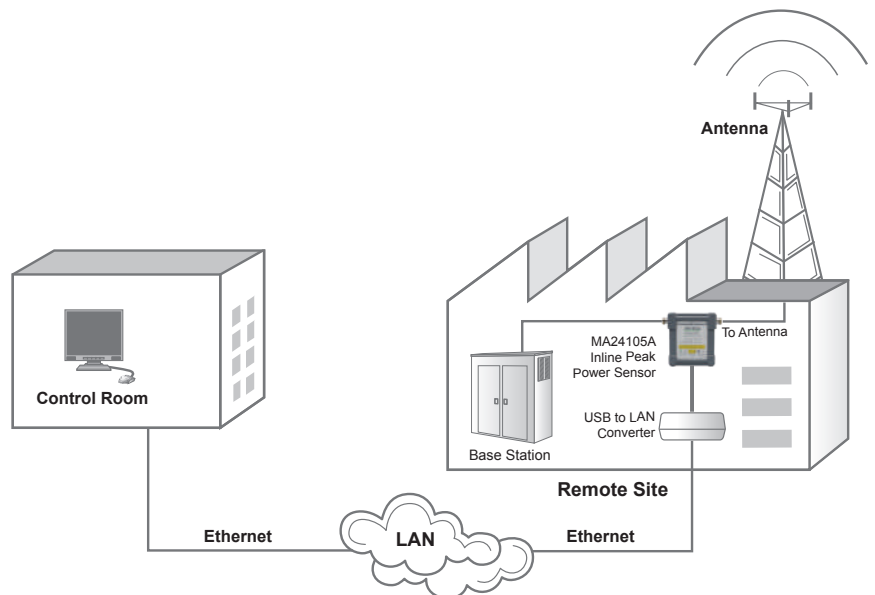 Antenna
To Antenna
MA24105A
Inline Peak
Power Sensor
Control Room
USB to LAN
Converter
Base Station
Remote Site
Ethernet
LAN
Ethernet